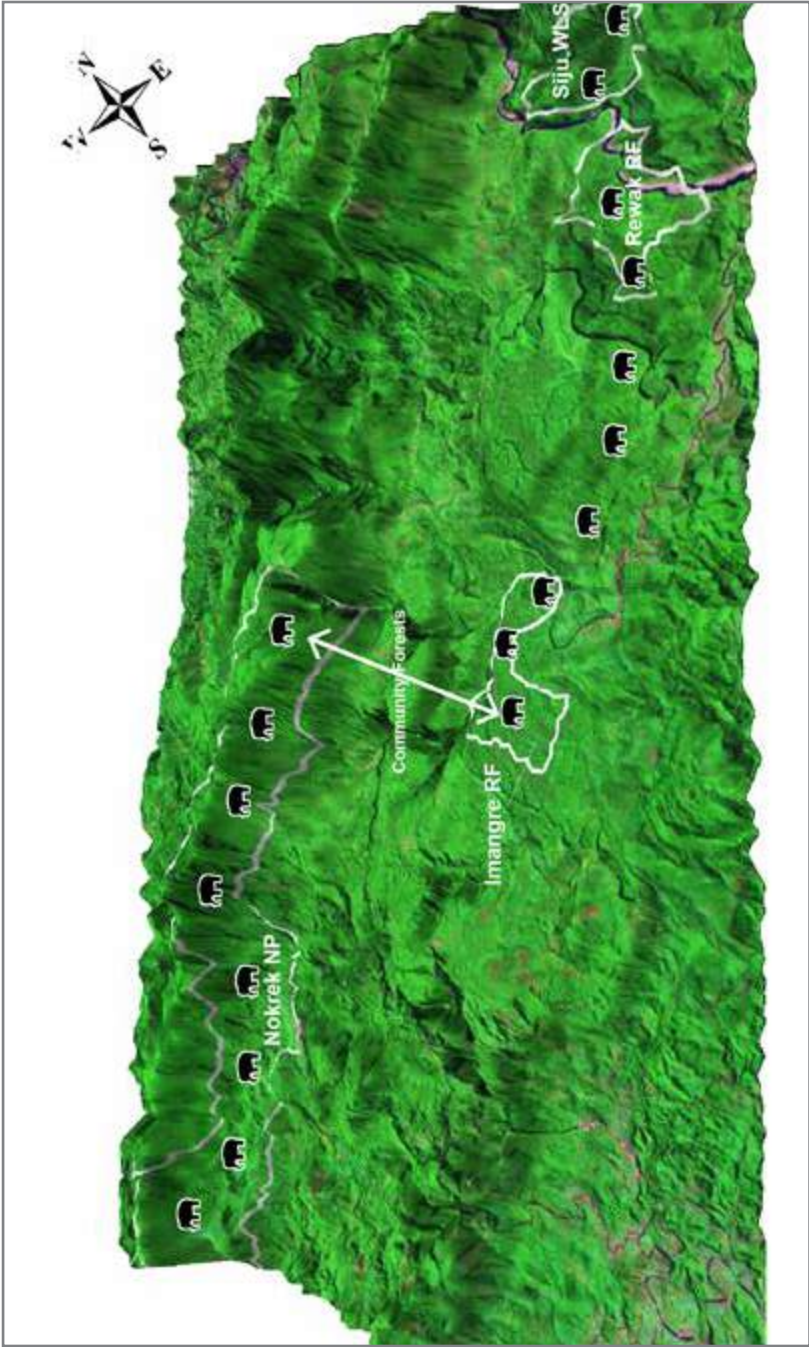 N
E
W
S
Siju WLS
Rewak RF
Community Forests
Imangre RF
Nokrek NP